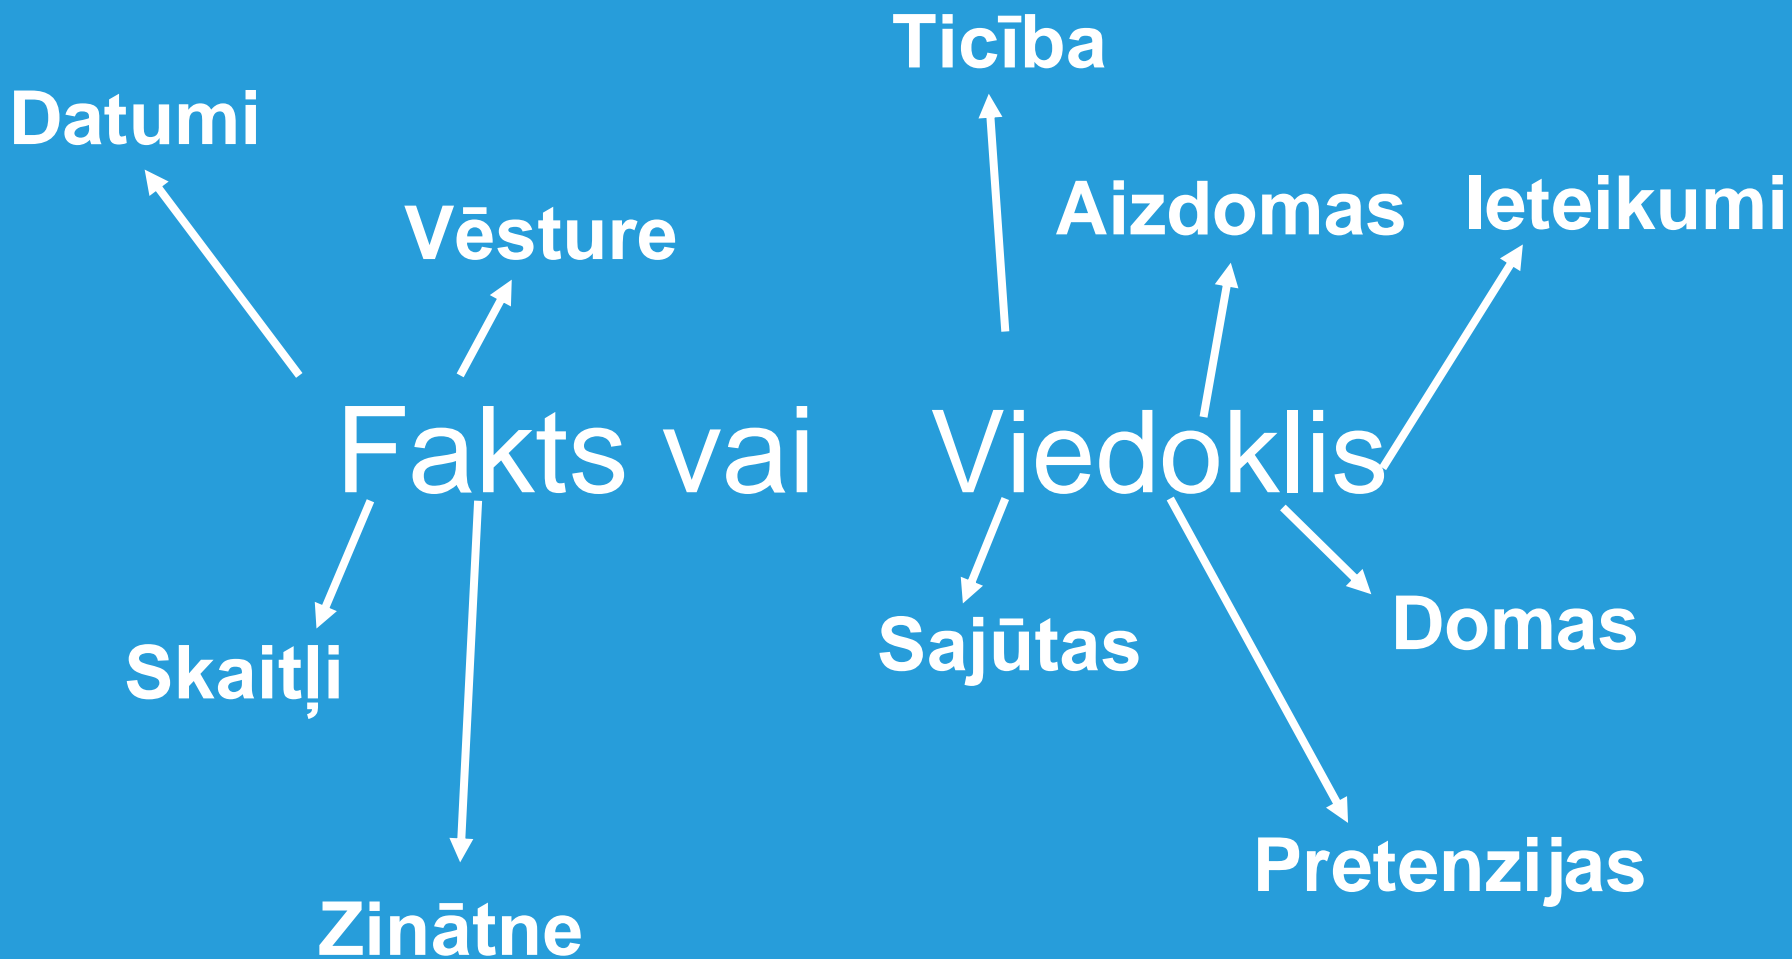 Ticība
Datumi
Aizdomas
Ieteikumi
Vēsture
Fakts vai Viedoklis
Sajūtas
Domas
Skaitļi
Pretenzijas
Zinātne